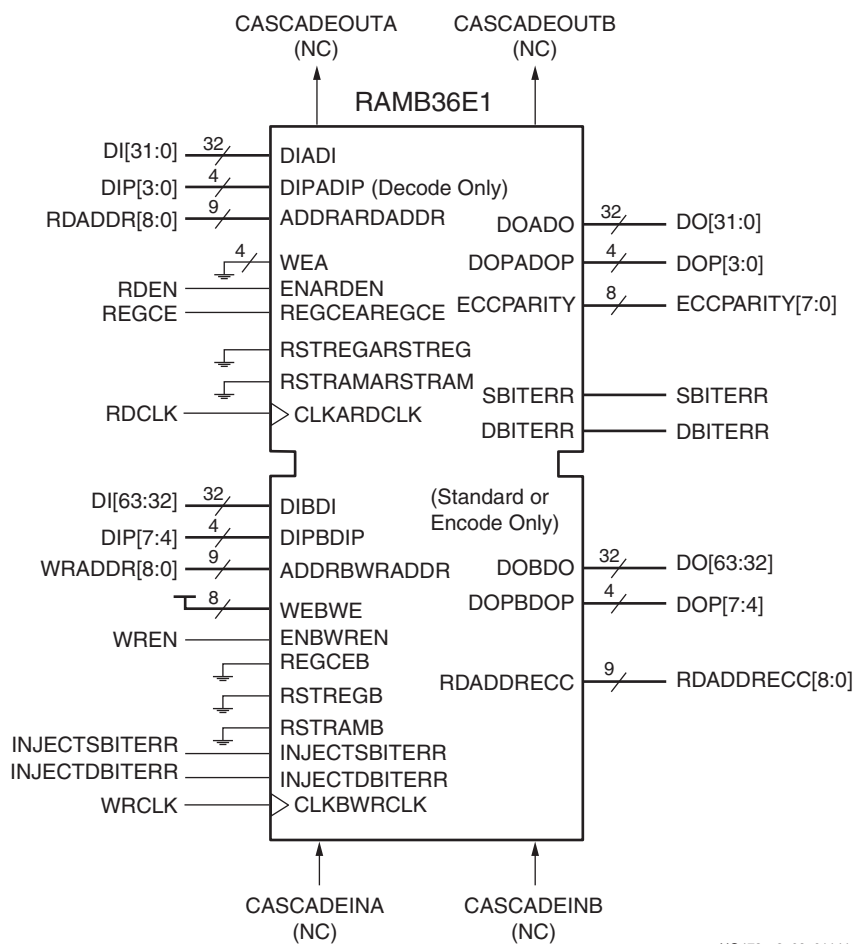 CASCADEOUTA
(NC)
CASCADEOUTB
(NC)
RAMB36E1
DI[31:0] 32 DIADI
DIP[3:0] 4 DIPADIP (Decode Only)
RDADDR[8:0] 9 ADDRARDADDR
DOADO 32 DO[31:0]
4 WEA
DOPADOP 4 DOP[3:0]
RDEN ENARDEN
ECCPARITY 8 ECCPARITY[7:0]
REGCE REGCEAREGCE
RSTREGARSTREG
RSTRAMARSTRAM
SBITERR SBITERR
RDCLK CLKARDCLK
DBITERR DBITERR
DI[63:32] 32 DIBDI
(Standard or
Encode Only)
DIP[7:4] 4 DIPBDIP
WRADDR[8:0] 9 ADDRBWRADDR
DOBDO 32 DO[63:32]
8 WEBWE
DOPBDOP 4 DOP[7:4]
WREN ENBWREN
REGCEB
RDADDRECC 9 RDADDRECC[8:0]
RSTREGB
RSTRAMB
INJECTSBITERR INJECTSBITERR
INJECTDBITERR INJECTDBITERR
WRCLK CLKBWRCLK
CASCADEINA
(NC)
CASCADEINB
(NC)